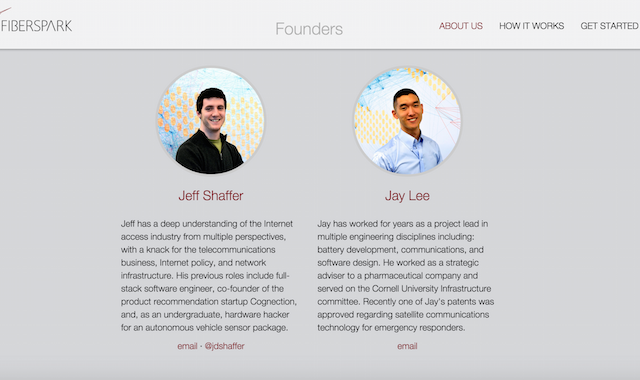 FIBERSPARK
Founders
ABOUT US
HOW IT WORKS
GET STARTED
Jeff Shaffer
Jeff has a deep understanding of the Internet
access industry from multiple perspectives,
with a knack for the telecommunications
business, Internet policy, and network
infrastructure. His previous roles include full-
stack software engineer, co-founder of the
product recommendation startup Cognection,
and, as an undergraduate, hardware hacker
for an autonomous vehicle sensor package.
email - @jdshaffer
Jay Lee
Jay has worked for years as a project lead in
multiple engineering disciplines including:
battery development, communications, and
software design. He worked as a strategic
adviser to a pharmaceutical company and
served on the Cornell University Infrastructure
committee. Recently one of Jay's patents was
approved regarding satellite communications
technology for emergency responders.
email